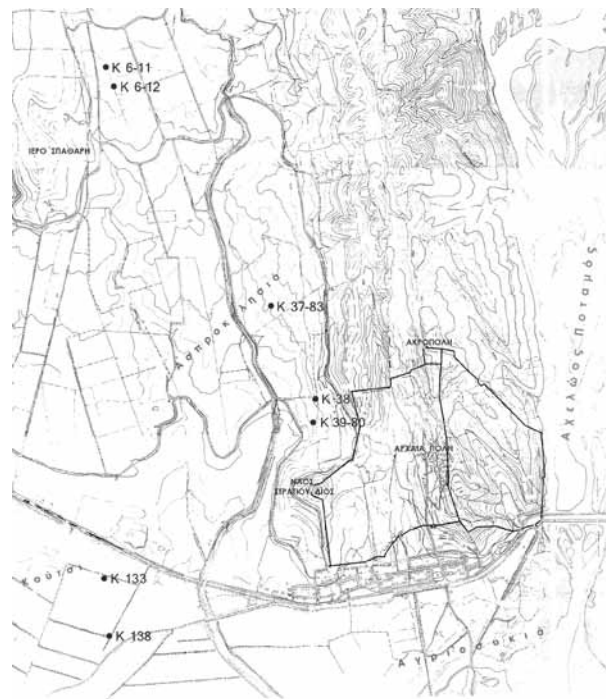 K 6-11
K 6-12
ΙΕΡΟ ΣΠΑΘΑΡΗ
Αχελώος Ποταμός
Ασπροκκλήσιο
K 37-83
ΑΚΡΟΠΟΛΗ
K -38
K 39-80
ΑΡΧΑΙΑ ΠΟΛΗ
ΝΑΟΣ
ΣΤΡΑΤΙΟΥ ΔΙΟΣ
K 133
K 138